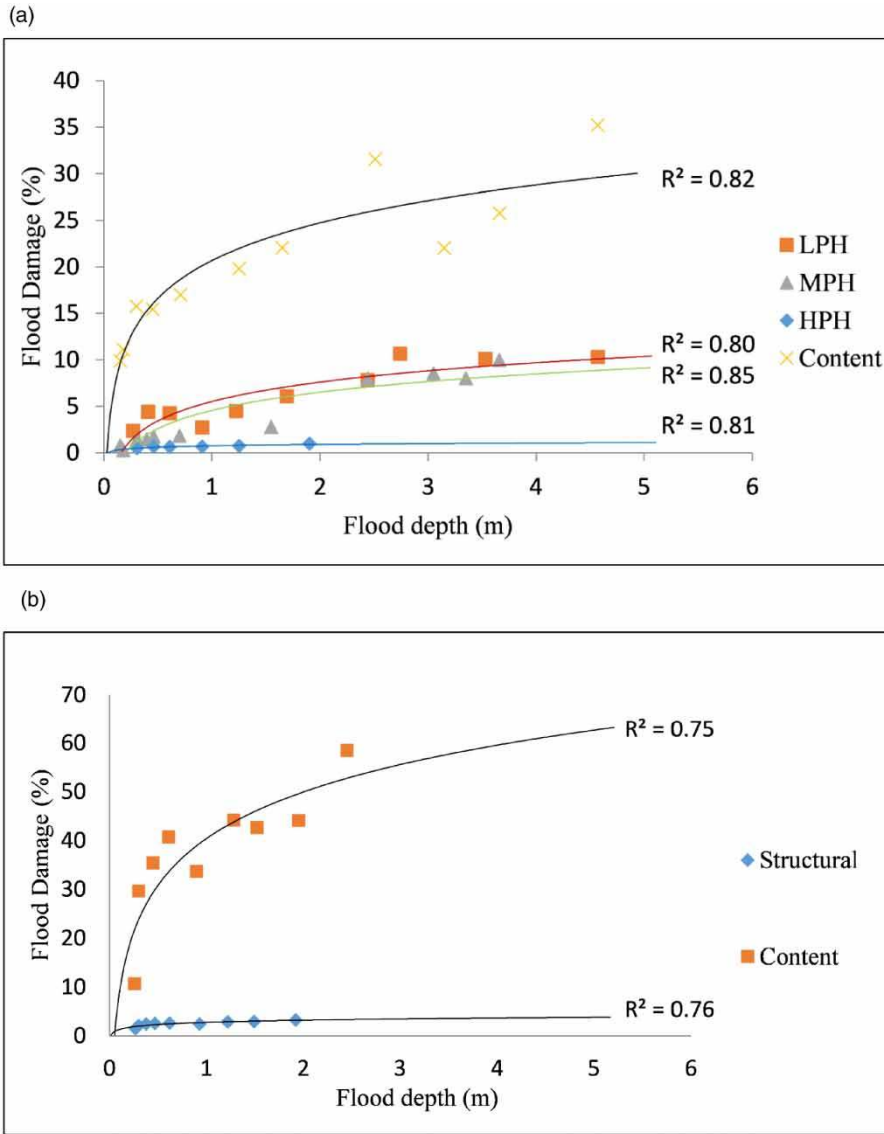 (a)
40
35
30
25
20
15
10
5
0
Flood Damage (%)
R² = 0.82
R² = 0.80
R² = 0.85
R² = 0.81
LPH
MPH
HPH
Content
0 1 2 3 4 5 6
Flood depth (m)
(b)
70
60
50
40
30
20
10
0
Flood Damage (%)
R² = 0.75
R² = 0.76
Structural
Content
0 1 2 3 4 5 6
Flood depth (m)